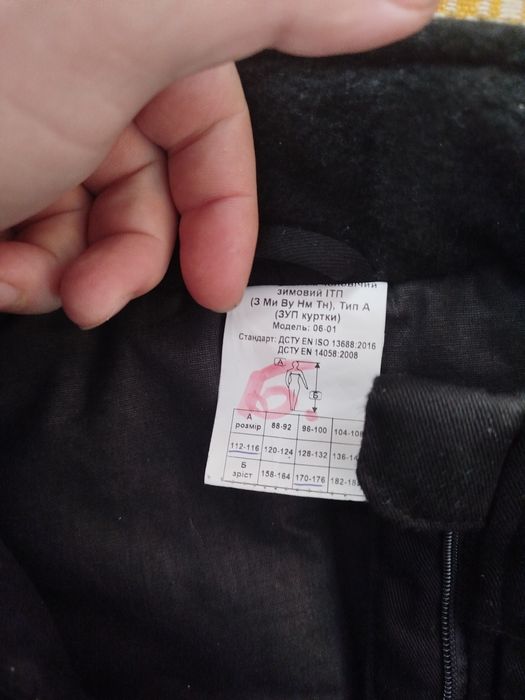 зимовий ІТП
(З Ми Ву Нм Тн), Тип А
(ЗУП куртки)
Модель: 06-01
Стандарт: ДСТУ EN ISO 13688:2016
ДСТУ EN 14058:2008
А
Б
А розмір 88-92 96-100
112-116 120-124 128-132
Б зріст 158-164 170-176